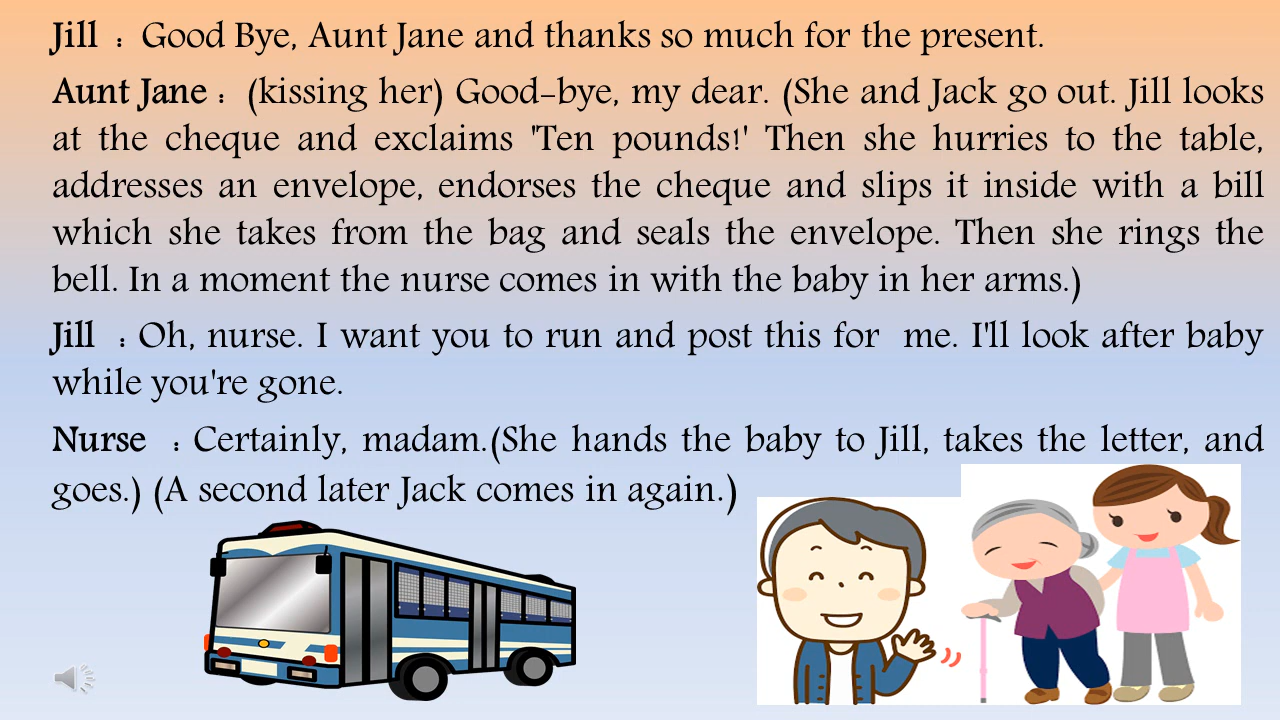 Jill : Good Bye, Aunt Jane and thanks so much for the present.
Aunt Jane : (kissing her) Good-bye, my dear. (She and Jack go out. Jill looks
at the cheque and exclaims 'Ten pounds!' Then she hurries to the table,
addresses an envelope, endorses the cheque and slips it inside with a bill
which she takes from the bag and seals the envelope. Then she rings the
bell. In a moment the nurse comes in with the baby in her arms.)
Jill : Oh, nurse. I want you to run and post this for me. I'll look after baby
while you're gone.
Nurse : Certainly, madam.(She hands the baby to Jill, takes the letter, and
goes.) (A second later Jack comes in again.)